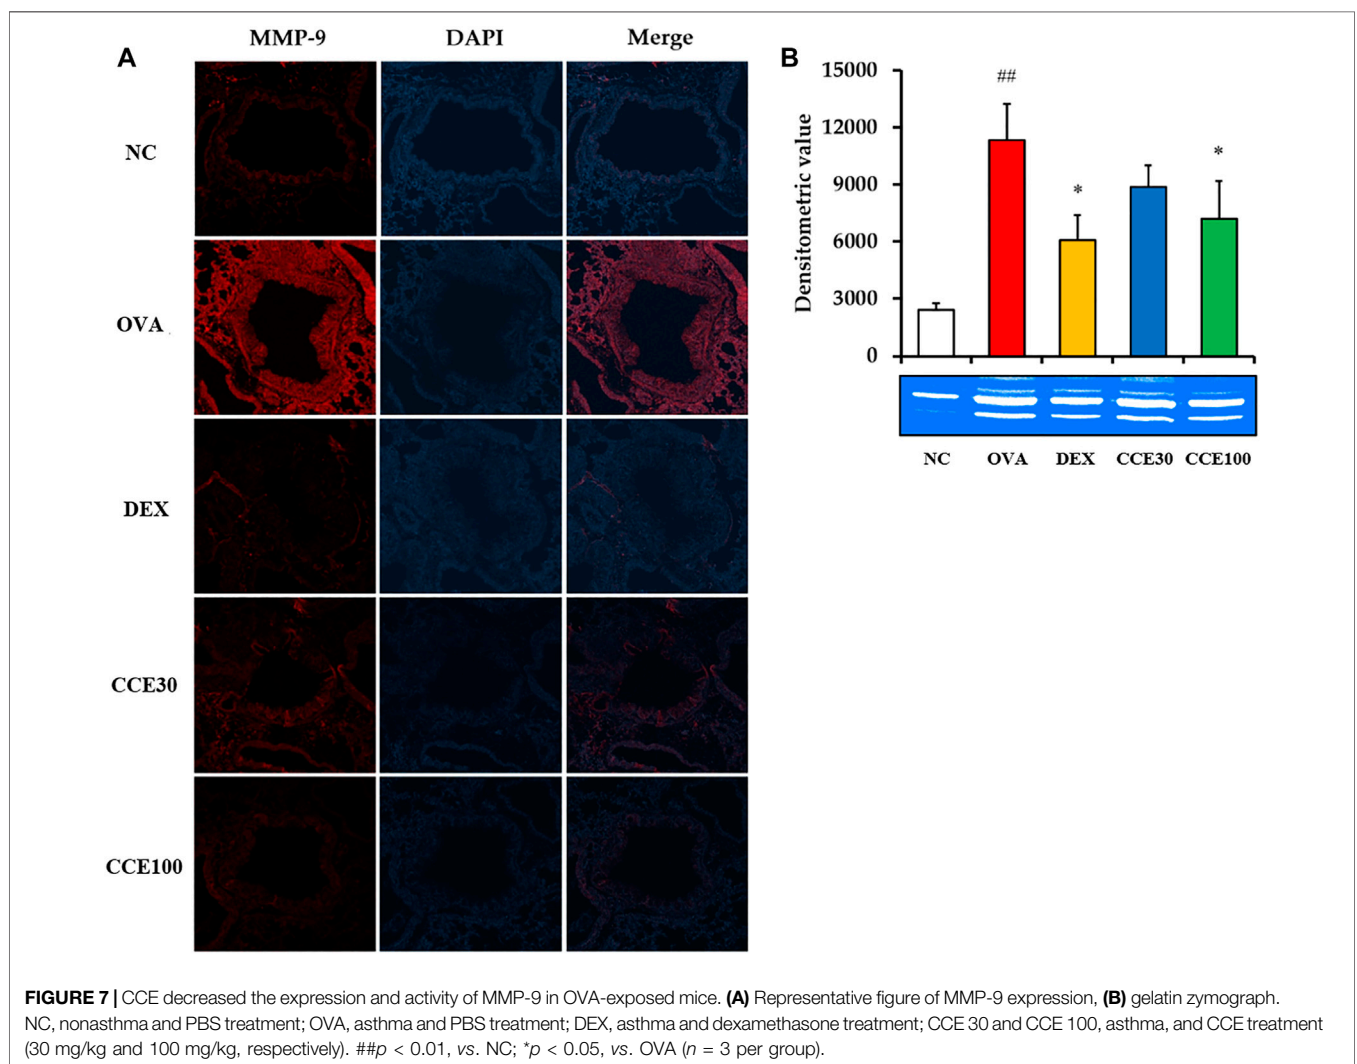 A
MMP-9 DAPI Merge
NC
OVA
DEX
CCE30
CCE100
B
Densitometric value
15000
12000
9000
6000
3000
0
##
*
*
NC OVA DEX CCE30 CCE100
FIGURE 7 | CCE decreased the expression and activity of MMP-9 in OVA-exposed mice. (A) Representative figure of MMP-9 expression, (B) gelatin zymograph.
NC, nonasthma and PBS treatment; OVA, asthma and PBS treatment; DEX, asthma and dexamethasone treatment; CCE 30 and CCE 100, asthma, and CCE treatment
(30 mg/kg and 100 mg/kg, respectively). ##p < 0.01, vs. NC; *p < 0.05, vs. OVA (n = 3 per group).